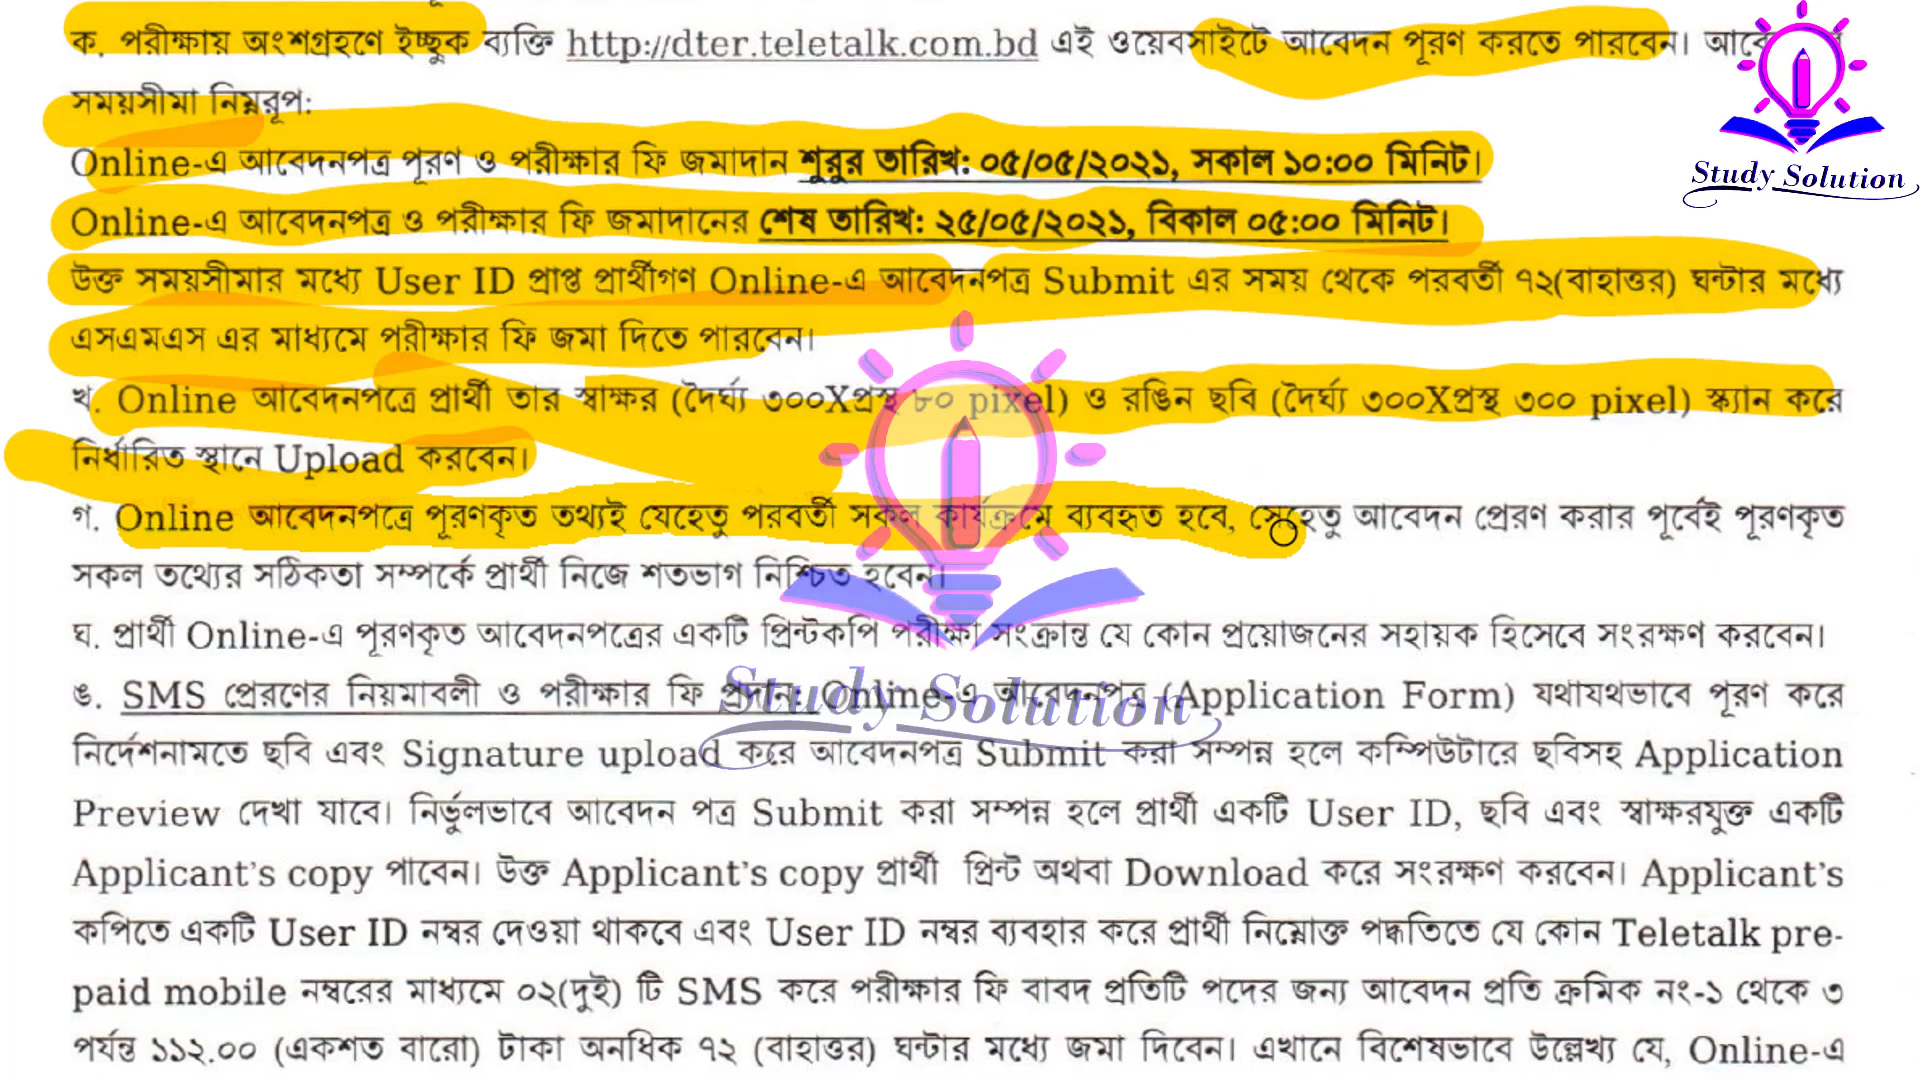 ক. পরীক্ষায় অংশগ্রহণে ইচ্ছুক ব্যক্তি http://dter.teletalk.com.bd এই ওয়েবসাইটে আবেদন পূরণ করতে পারবেন।
সময়সীমা নিম্নরূপ:
Online-এ আবেদনপত্র পূরণ ও পরীক্ষার ফি জমাদান শুরুর তারিখ: ০৫/০৫/২০২১, সকাল ১০:০০ মিনিট।
Online-এ আবেদনপত্র ও পরীক্ষার ফি জমাদানের শেষ তারিখ: ২৫/০৫/২০২১, বিকাল ০৫:০০ মিনিট।
উক্ত সময়সীমার মধ্যে User ID প্রাপ্ত প্রার্থীগণ Online-এ আবেদনপত্র Submit এর সময় থেকে পরবর্তী ৭২(বাহাত্তর) ঘন্টার মধ্যে
এসএমএস এর মাধ্যমে পরীক্ষার ফি জমা দিতে পারবেন।
খ. Online আবেদনপত্রে প্রার্থী তার স্বাক্ষর (দৈর্ঘ্য ৩০০Xপ্রস্থ ৮০ pixel) ও রঙিন ছবি (দৈর্ঘ্য ৩০০Xপ্রস্থ ৩০০ pixel) স্ক্যান করে
নির্ধারিত স্থানে Upload করবেন।
গ. Online আবেদনপত্রে পূরণকৃত তথ্যই যেহেতু পরবর্তী সকল কার্যক্রমে ব্যবহৃত হবে, সেহেতু আবেদন প্রেরণ করার পূর্বেই পূরণকৃত
সকল তথ্যের সঠিকতা সম্পর্কে প্রার্থী নিজে শতভাগ নিশ্চিত হবেন।
ঘ. প্রার্থী Online-এ পূরণকৃত আবেদনপত্রের একটি প্রিন্টকপি পরীক্ষা সংক্রান্ত যে কোন প্রয়োজনের সহায়ক হিসেবে সংরক্ষণ করবেন।
ঙ. SMS প্রেরণের নিয়মাবলী ও পরীক্ষার ফি প্রদান: Online-এ আবেদনপত্র (Application Form) যথাযথভাবে পূরণ করে
নির্দেশনামতে ছবি এবং Signature upload করে আবেদনপত্র Submit করা সম্পন্ন হলে কম্পিউটারে ছবিসহ Application
Preview দেখা যাবে। নির্ভুলভাবে আবেদন পত্র Submit করা সম্পন্ন হলে প্রার্থী একটি User ID, ছবি এবং স্বাক্ষরযুক্ত একটি
Applicant's copy পাবেন। উক্ত Applicant's copy প্রার্থী প্রিন্ট অথবা Download করে সংরক্ষণ করবেন। Applicant's
কপিতে একটি User ID নম্বর দেওয়া থাকবে এবং User ID নম্বর ব্যবহার করে প্রার্থী নিম্নোক্ত পদ্ধতিতে যে কোন Teletalk pre-
paid mobile নম্বরের মাধ্যমে ০২(দুই) টি SMS করে পরীক্ষার ফি বাবদ প্রতিটি পদের জন্য আবেদন প্রতি ক্রমিক নং-১ থেকে ৩
পর্যন্ত ১১২.০০ (একশত বারো) টাকা অনধিক ৭২ (বাহাত্তর) ঘন্টার মধ্যে জমা দিবেন। এখানে বিশেষভাবে উল্লেখ্য যে, Online-এ
Study Solution
Study Solution